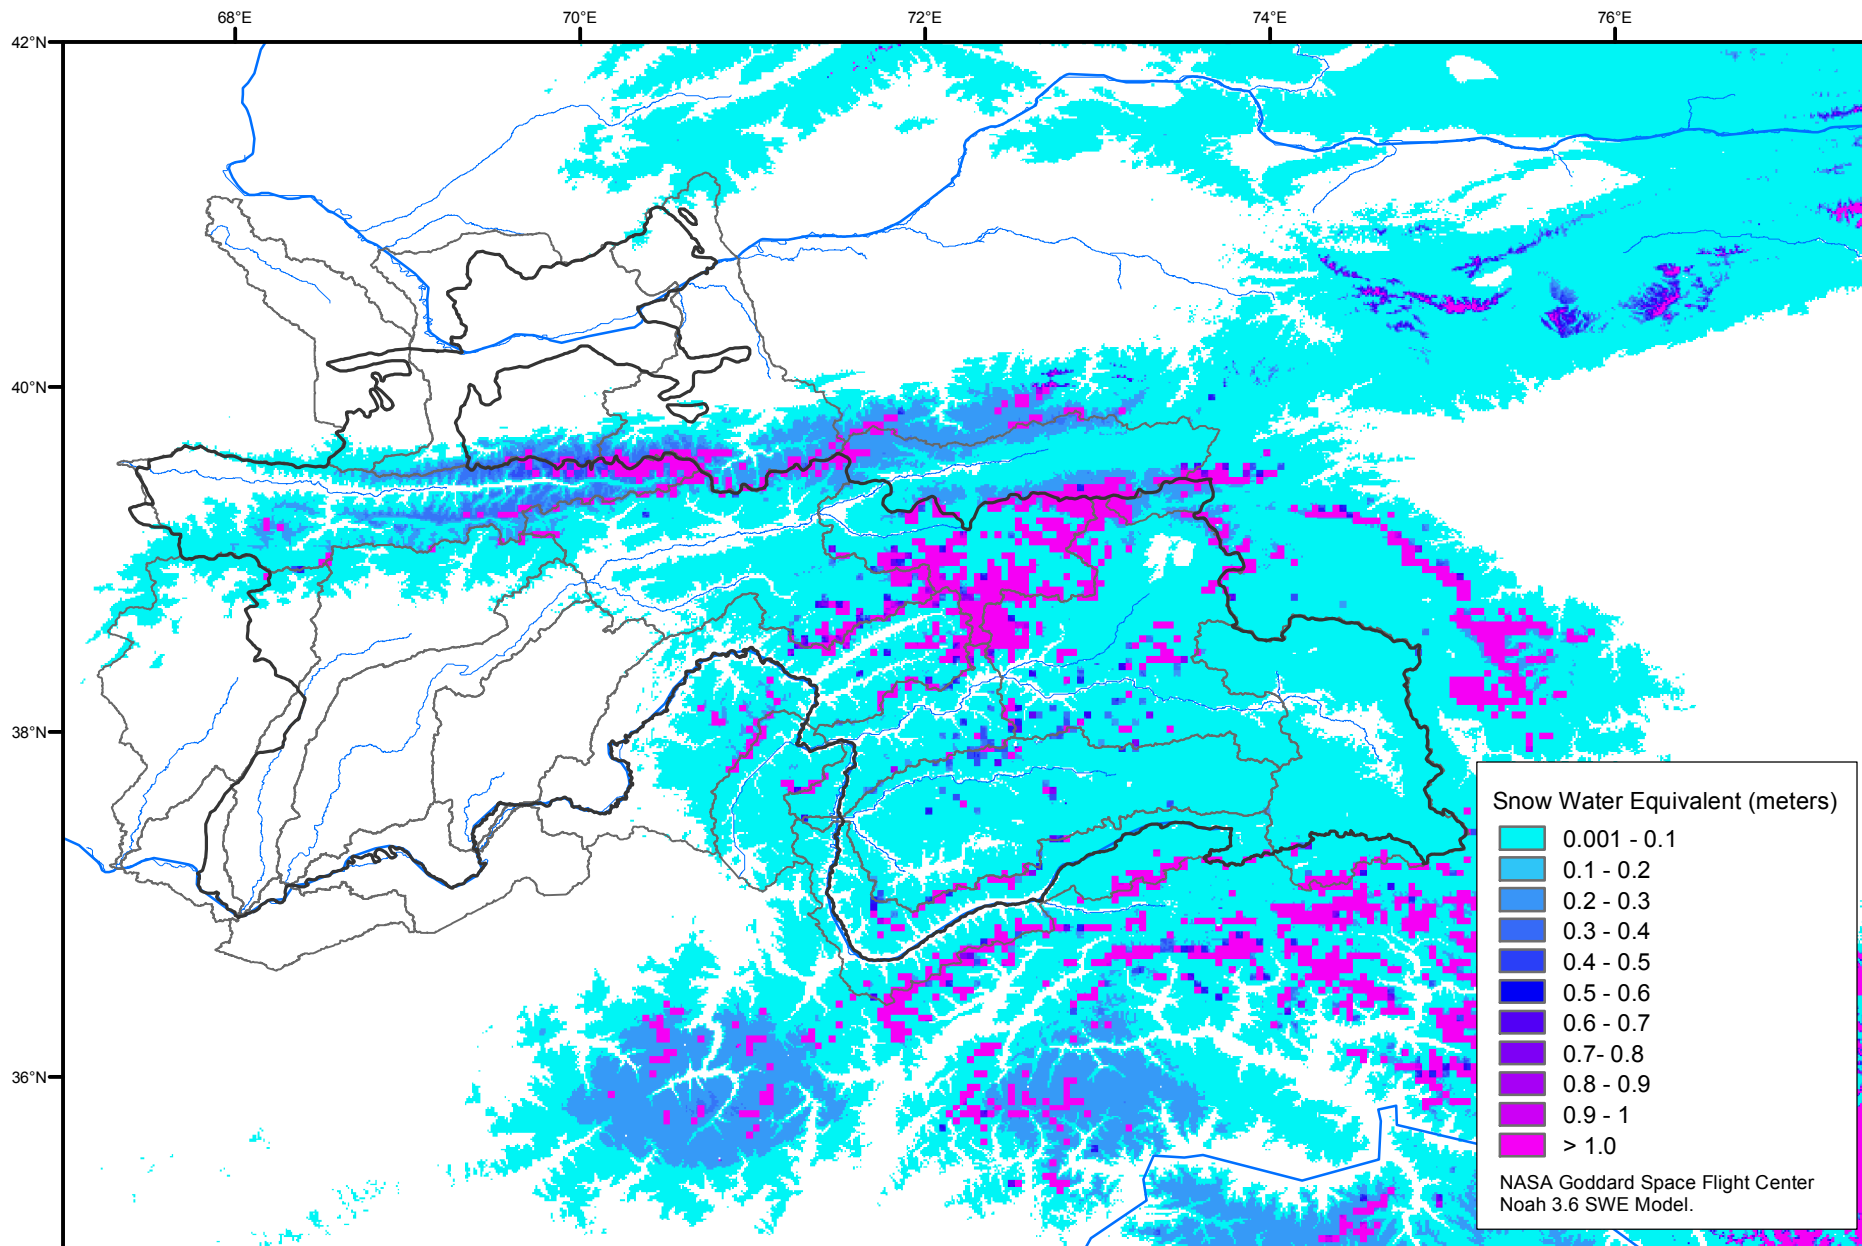 68°E 70°E 72°E 74°E 76°E
42°N
40°N
38°N
36°N
Snow Water Equivalent (meters)
0.001 - 0.1
0.1 - 0.2
0.2 - 0.3
0.3 - 0.4
0.4 - 0.5
0.5 - 0.6
0.6 - 0.7
0.7- 0.8
0.8 - 0.9
0.9 - 1
> 1.0
NASA Goddard Space Flight Center
Noah 3.6 SWE Model.